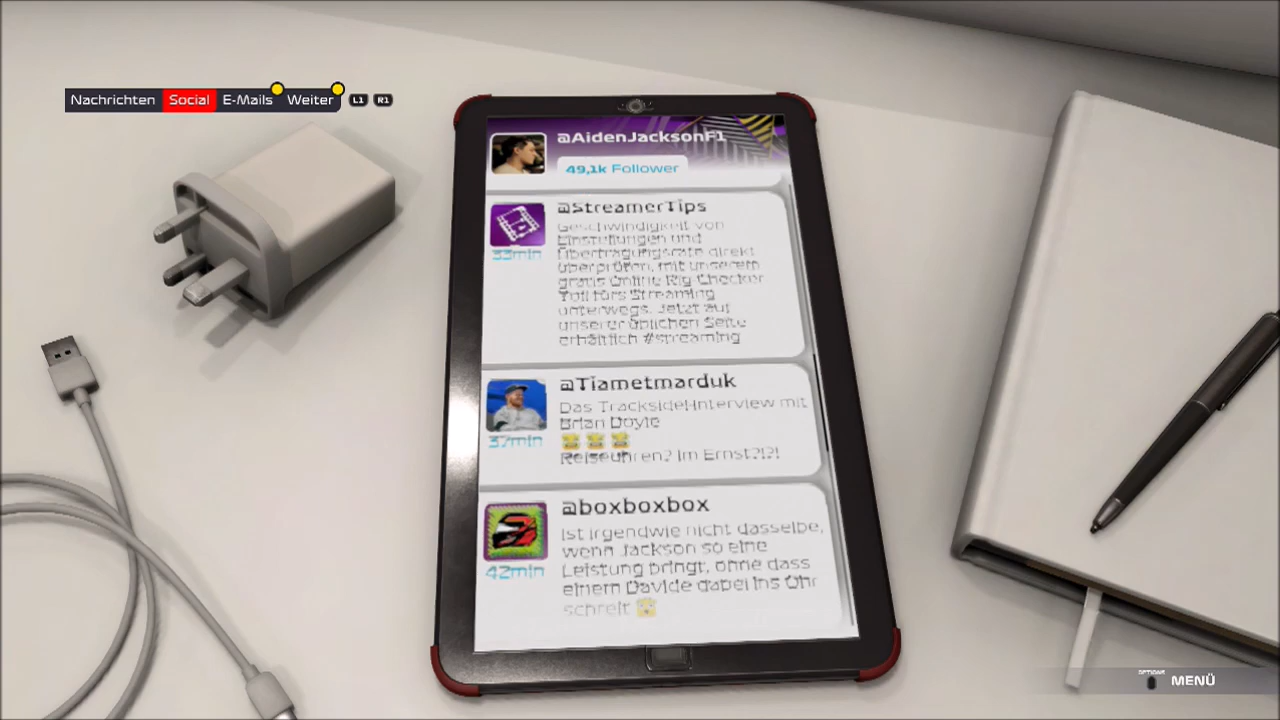 Nachrichten Social E-Mails Weiter L1 R1
@AidenJacksonF1
49,1k Follower
@StreamerTips
33min
Geschwindigkeit von
Einstellungen und
Übertragungsrate direkt
überprüfen, mit unserem
gratis Online Rig Checker
Toll fürs Streaming
unterwegs. Jetzt auf
unserer üblichen Seite
erhältlich #streaming
@Tiametmarduk
37min
Das Trackside-Interview mit
Brian Doyle
Reiseuhren? Im Ernst?!?!
@boxboxbox
42min
Ist irgendwie nicht dasselbe,
wenn Jackson so eine
Leistung bringt, ohne dass
einem Davide dabei ins Ohr
schreit
OPTIONS
MENÜ